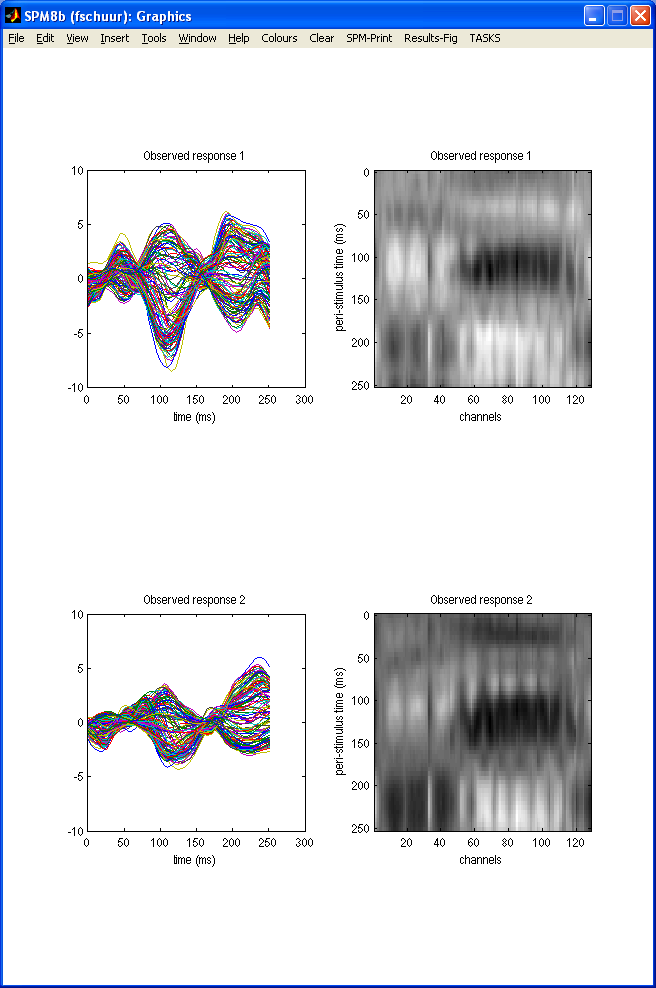 SPM8b (fschuur): Graphics
File Edit View Insert Tools Window Help Colours Clear SPM-Print Results-Fig TASKS
Observed response 1
10
5
0
-5
-10
0 50 100 150 200 250 300
time (ms)
Observed response 1
peri-stimulus time (ms)
0
50
100
150
200
250
20 40 60 80 100 120
channels
Observed response 2
10
5
0
-5
-10
0 50 100 150 200 250 300
time (ms)
Observed response 2
peri-stimulus time (ms)
0
50
100
150
200
250
20 40 60 80 100 120
channels